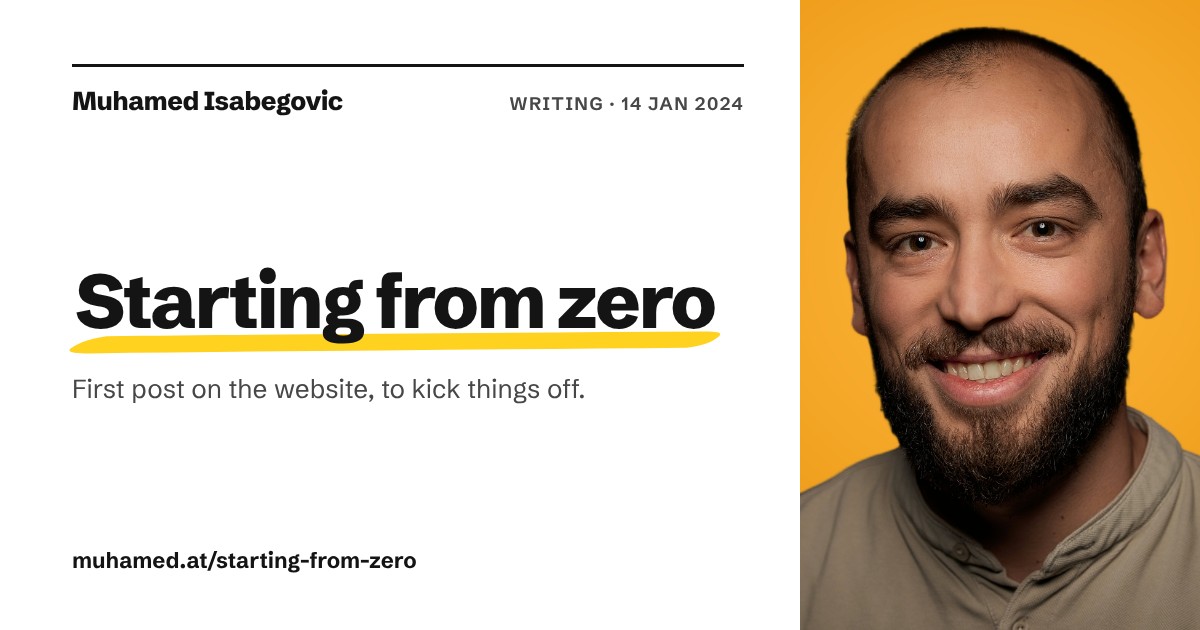 Muhamed Isabegovic
WRITING · 14 JAN 2024
Starting from zero
First post on the website, to kick things off.
muhamed.at/starting-from-zero